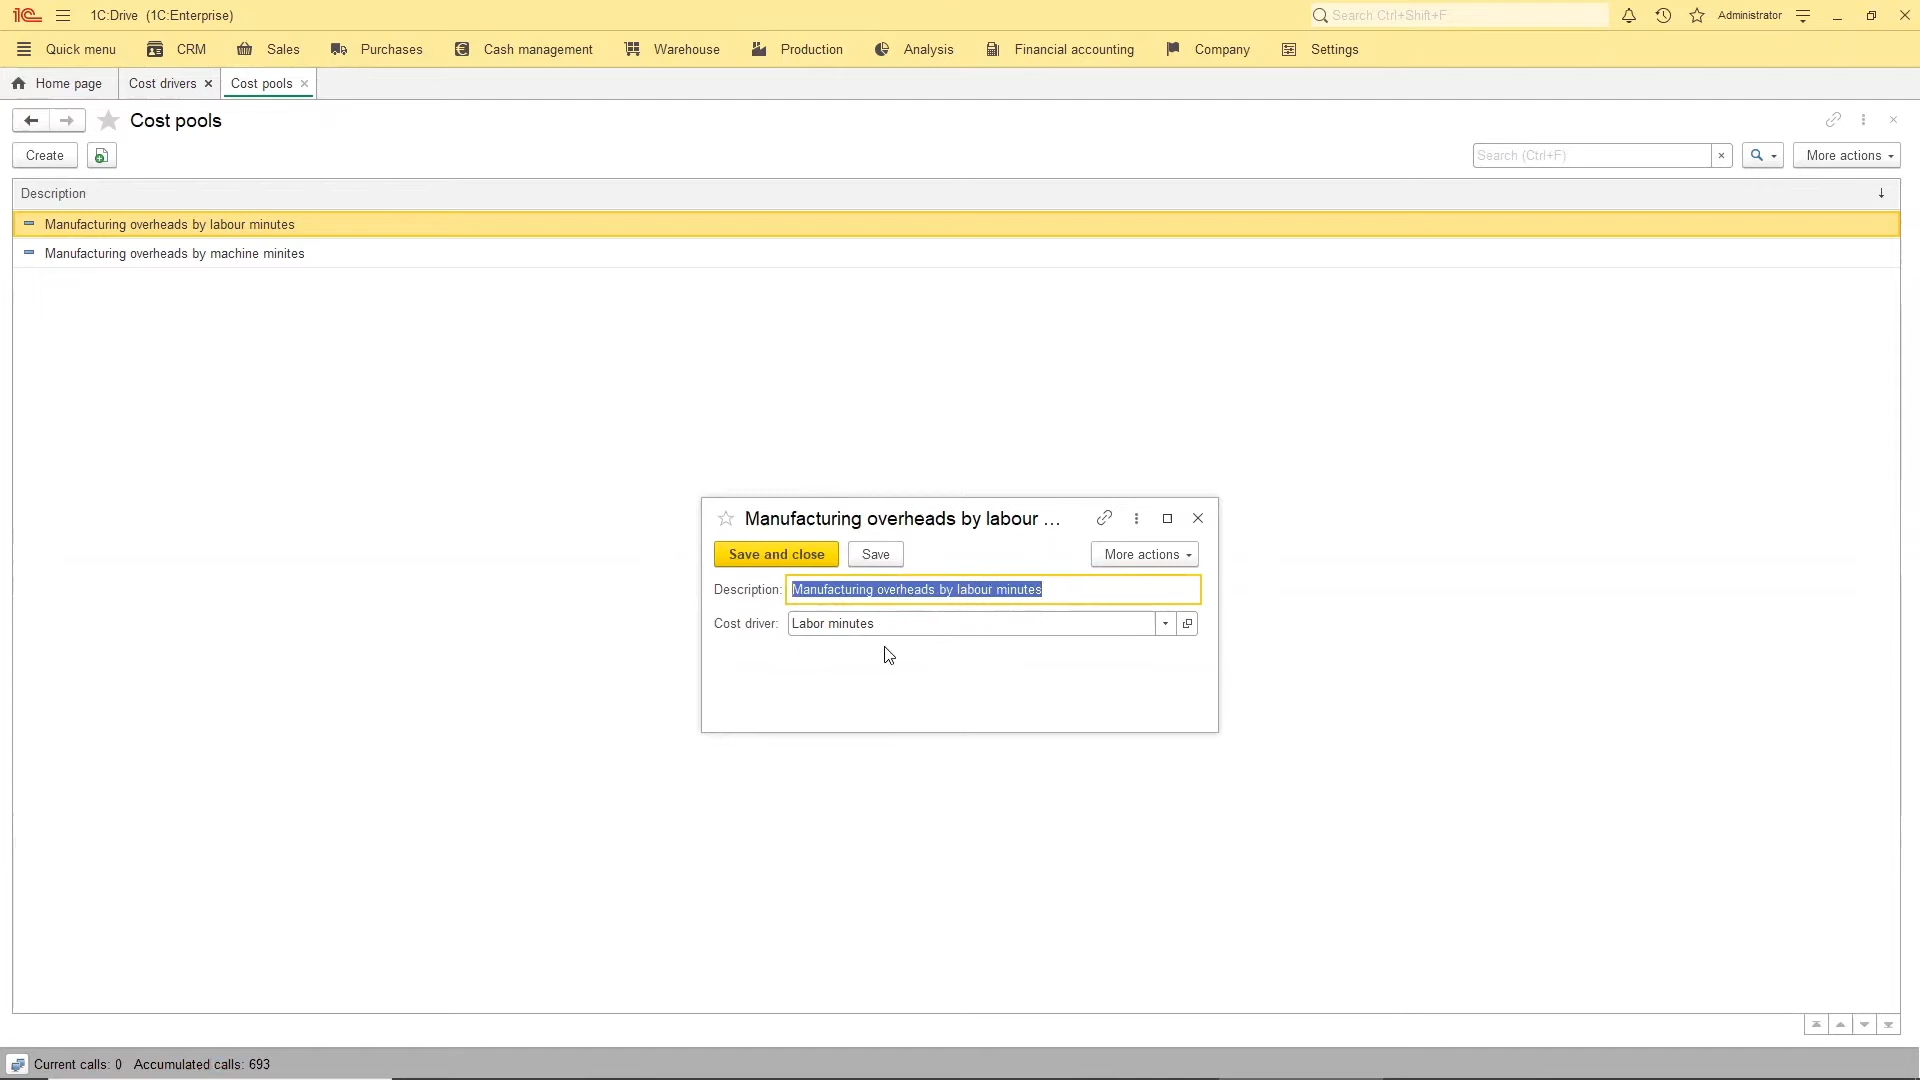 1C:Drive (1C:Enterprise)
Search Ctrl+Shift+F
Administrator
Quick menu CRM Sales Purchases Cash management Warehouse Production Analysis Financial accounting Company Settings
Home page Cost drivers Cost pools
Cost pools
Create
Search (Ctrl+F)
More actions
Description
Manufacturing overheads by labour minutes
Manufacturing overheads by machine minites
Manufacturing overheads by labour ...
Save and close Save More actions
Description: Manufacturing overheads by labour minutes
Cost driver: Labor minutes
Current calls: 0 Accumulated calls: 693